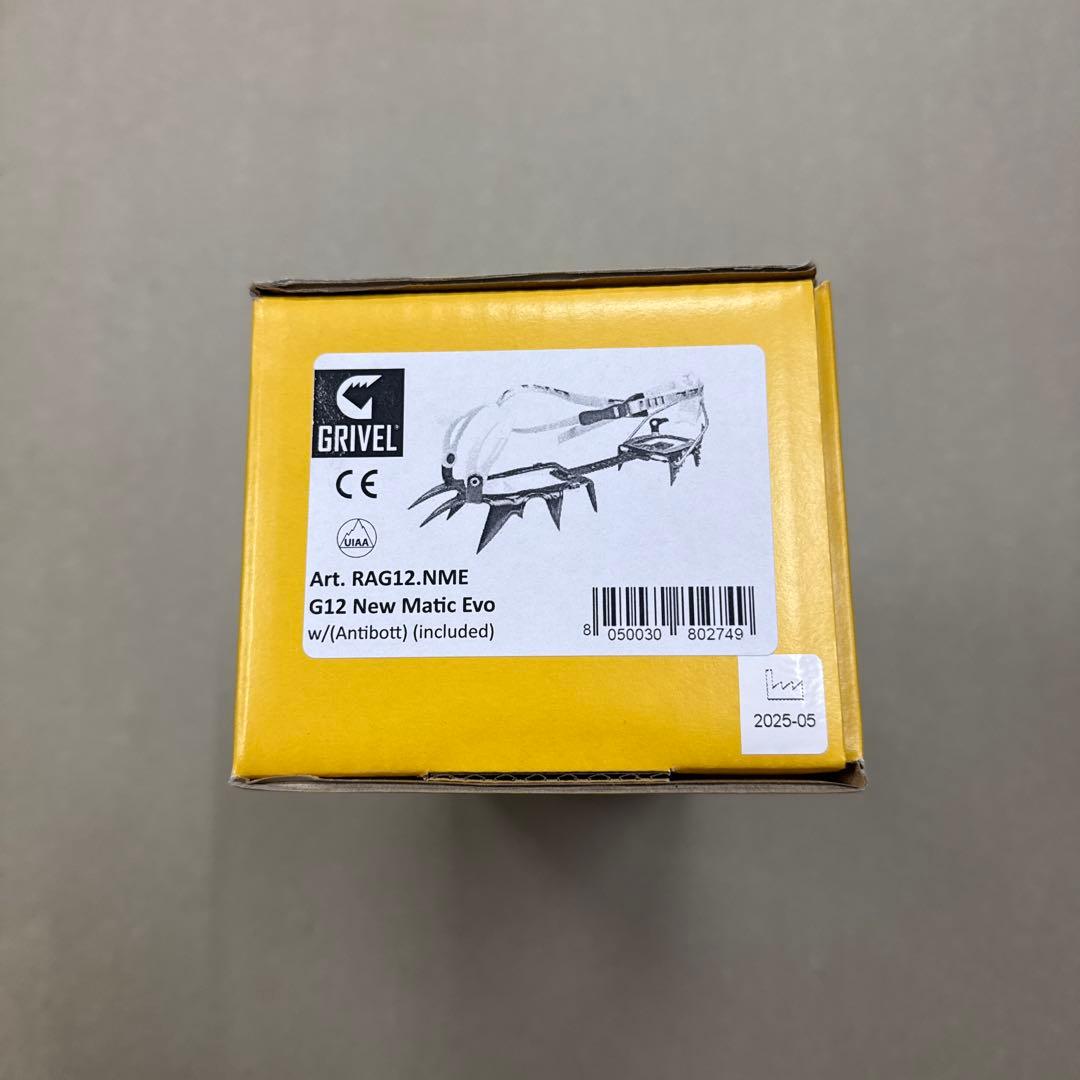 GRIVEL
CE
UIAA
Art. RAG12.NME
G12 New Matic Evo
w/(Antibott) (included)
8 050030 802749
2025-05